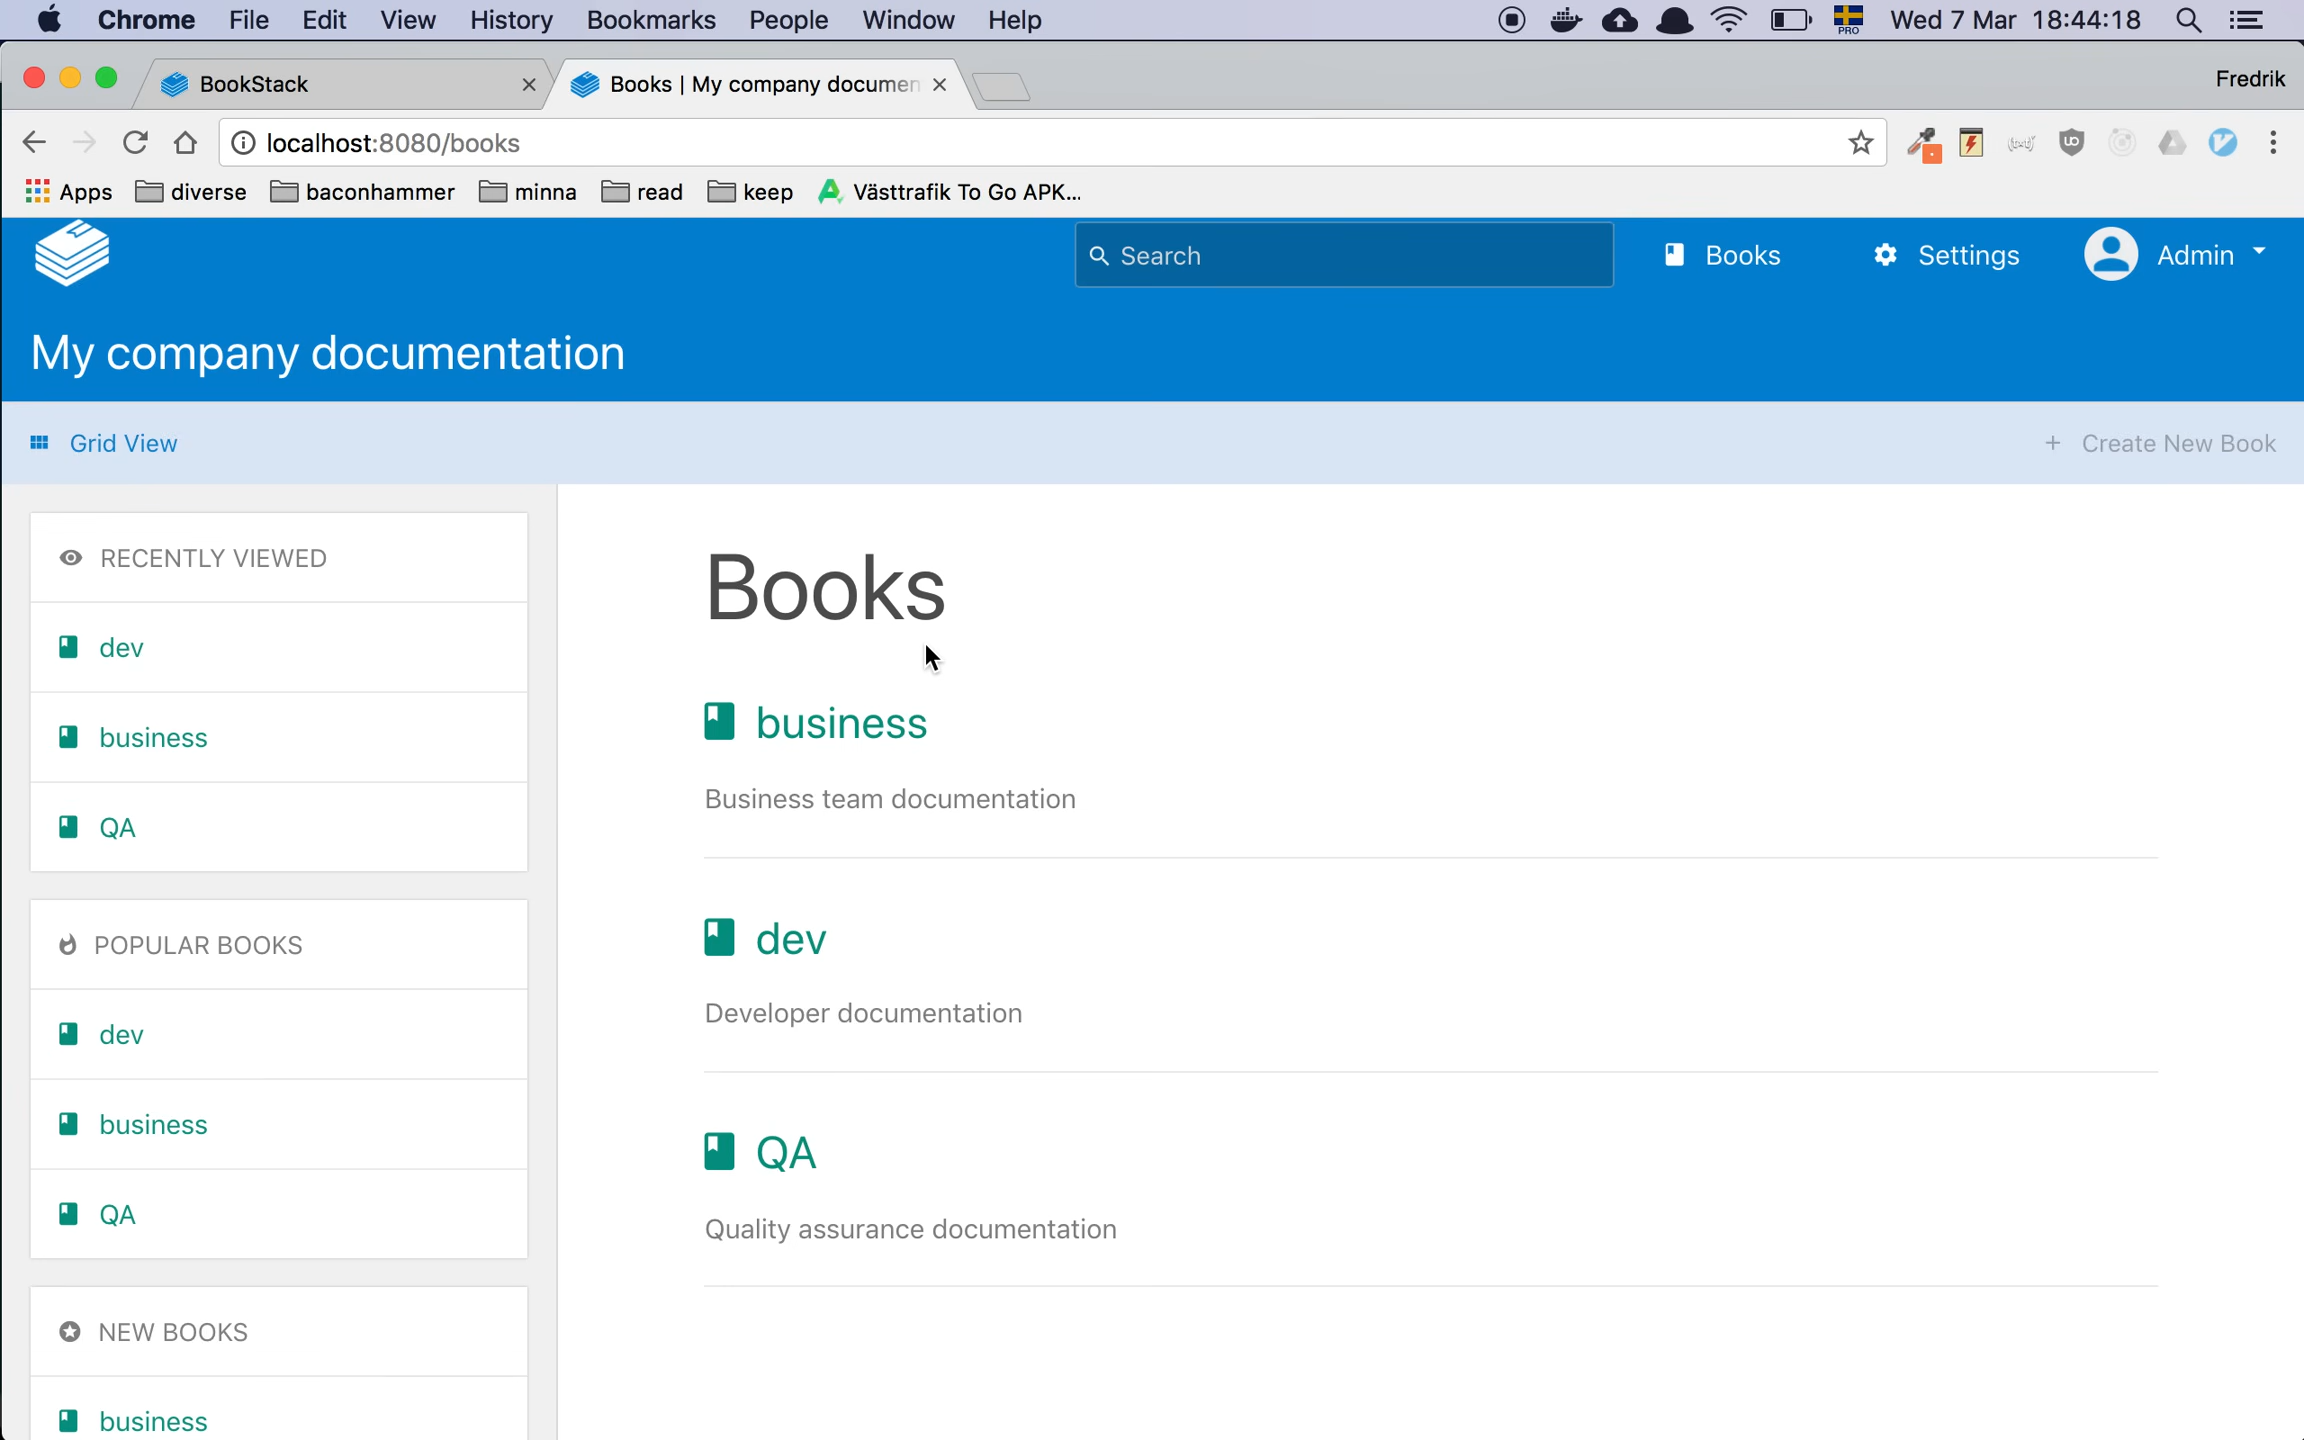 Chrome File Edit View History Bookmarks People Window Help
PRO
Wed 7 Mar 18:44:18
BookStack
Books | My company documen
Fredrik
localhost:8080/books
Apps diverse baconhammer minna read keep Västtrafik To Go APK...
Search Books Settings Admin
My company documentation
Grid View + Create New Book
RECENTLY VIEWED
dev
business
QA
POPULAR BOOKS
dev
business
QA
NEW BOOKS
business
Books
business
Business team documentation
dev
Developer documentation
QA
Quality assurance documentation